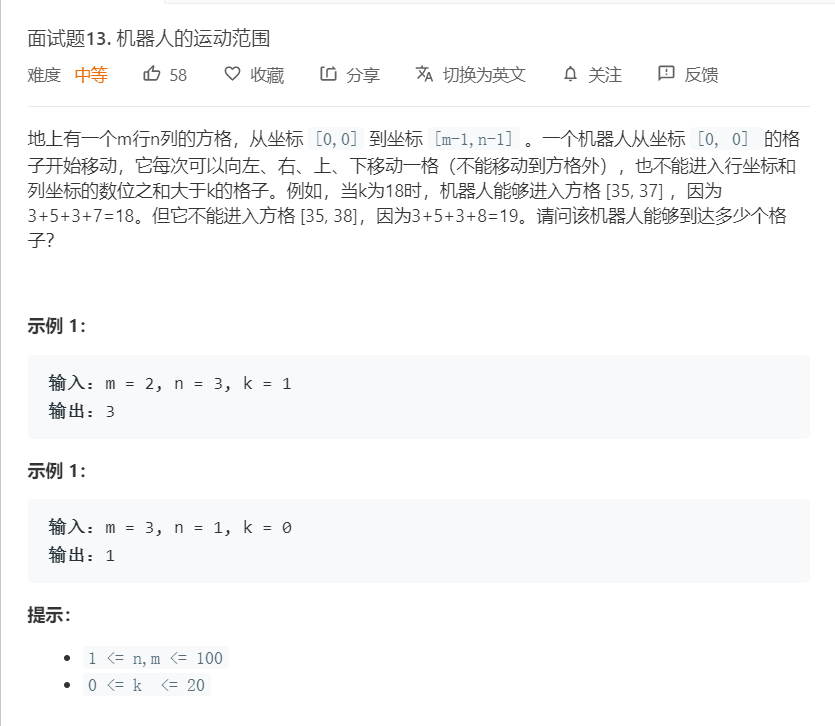 面试题13. 机器人的运动范围
难度 中等 58 收藏 分享 切换为英文 关注 反馈
地上有一个m行n列的方格，从坐标 [0,0] 到坐标 [m-1,n-1] 。一个机器人从坐标 [0, 0] 的格
子开始移动，它每次可以向左、右、上、下移动一格（不能移动到方格外），也不能进入行坐标和
列坐标的数位之和大于k的格子。例如，当k为18时，机器人能够进入方格 [35, 37] ，因为
3+5+3+7=18。但它不能进入方格 [35, 38]，因为3+5+3+8=19。请问该机器人能够到达多少个格
子？
示例 1：
输入：m = 2, n = 3, k = 1
输出：3
示例 1：
输入：m = 3, n = 1, k = 0
输出：1
提示：
• 1 <= n,m <= 100
• 0 <= k <= 20